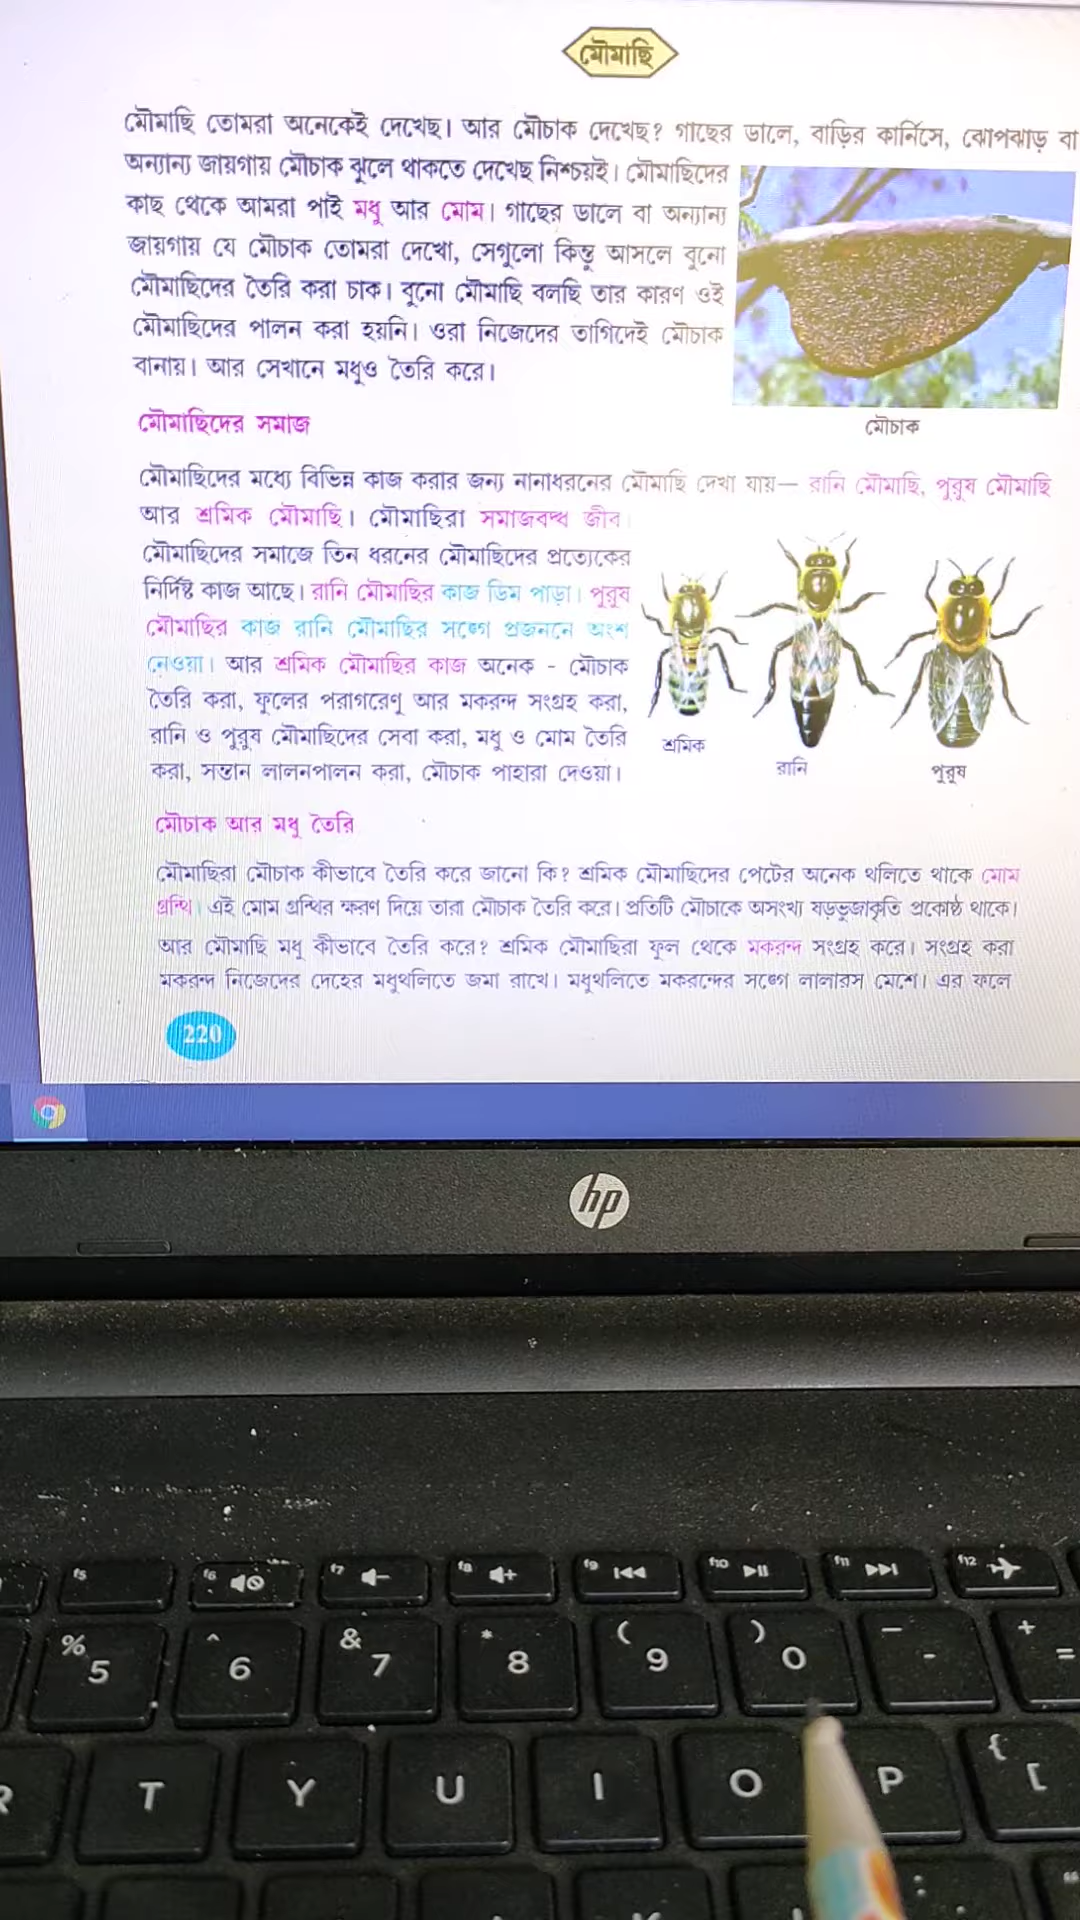 মৌমাছি
মৌমাছি তোমরা অনেকেই দেখেছ। আর মৌচাক দেখেছ? গাছের ডালে, বাড়ির কার্নিসে, ঝোপঝাড় বা
অন্যান্য জায়গায় মৌচাক ঝুলে থাকতে দেখেছ নিশ্চয়ই। মৌমাছিদের
কাছ থেকে আমরা পাই মধু আর মোম। গাছের ডালে বা অন্যান্য
জায়গায় যে মৌচাক তোমরা দেখো, সেগুলো কিন্তু আসলে বুনো
মৌমাছিদের তৈরি করা চাক। বুনো মৌমাছি বলছি তার কারণ ওই
মৌমাছিদের পালন করা হয়নি। ওরা নিজেদের তাগিদেই মৌচাক
বানায়। আর সেখানে মধুও তৈরি করে।
মৌচাক
মৌমাছিদের সমাজ
মৌমাছিদের মধ্যে বিভিন্ন কাজ করার জন্য নানাধরনের মৌমাছি দেখা যায়— রানি মৌমাছি, পুরুষ মৌমাছি
আর শ্রমিক মৌমাছি। মৌমাছিরা সমাজবদ্ধ জীব।
মৌমাছিদের সমাজে তিন ধরনের মৌমাছিদের প্রত্যেকের
নির্দিষ্ট কাজ আছে। রানি মৌমাছির কাজ ডিম পাড়া। পুরুষ
মৌমাছির কাজ রানি মৌমাছির সঙ্গে প্রজননে অংশ
নেওয়া। আর শ্রমিক মৌমাছির কাজ অনেক - মৌচাক
তৈরি করা, ফুলের পরাগরেণু আর মকরন্দ সংগ্রহ করা,
রানি ও পুরুষ মৌমাছিদের সেবা করা, মধু ও মোম তৈরি
করা, সন্তান লালনপালন করা, মৌচাক পাহারা দেওয়া।
শ্রমিক
রানি
পুরুষ
মৌচাক আর মধু তৈরি
মৌমাছিরা মৌচাক কীভাবে তৈরি করে জানো কি? শ্রমিক মৌমাছিদের পেটের অনেক থলিতে থাকে মোম
গ্রন্থি। এই মোম গ্রন্থির ক্ষরণ দিয়ে তারা মৌচাক তৈরি করে। প্রতিটি মৌচাকে অসংখ্য ষড়ভুজাকৃতি প্রকোষ্ঠ থাকে।
আর মৌমাছি মধু কীভাবে তৈরি করে? শ্রমিক মৌমাছিরা ফুল থেকে মকরন্দ সংগ্রহ করে। সংগ্রহ করা
মকরন্দ নিজেদের দেহের মধুথলিতে জমা রাখে। মধুথলিতে মকরন্দের সঙ্গে লালারস মেশে। এর ফলে
220
hp
f5 f6 f7 f8 f9 f10 f11 f12
% 5 ^ 6 & 7 * 8 ( 9 ) 0 - + =
R T Y U I O P { [